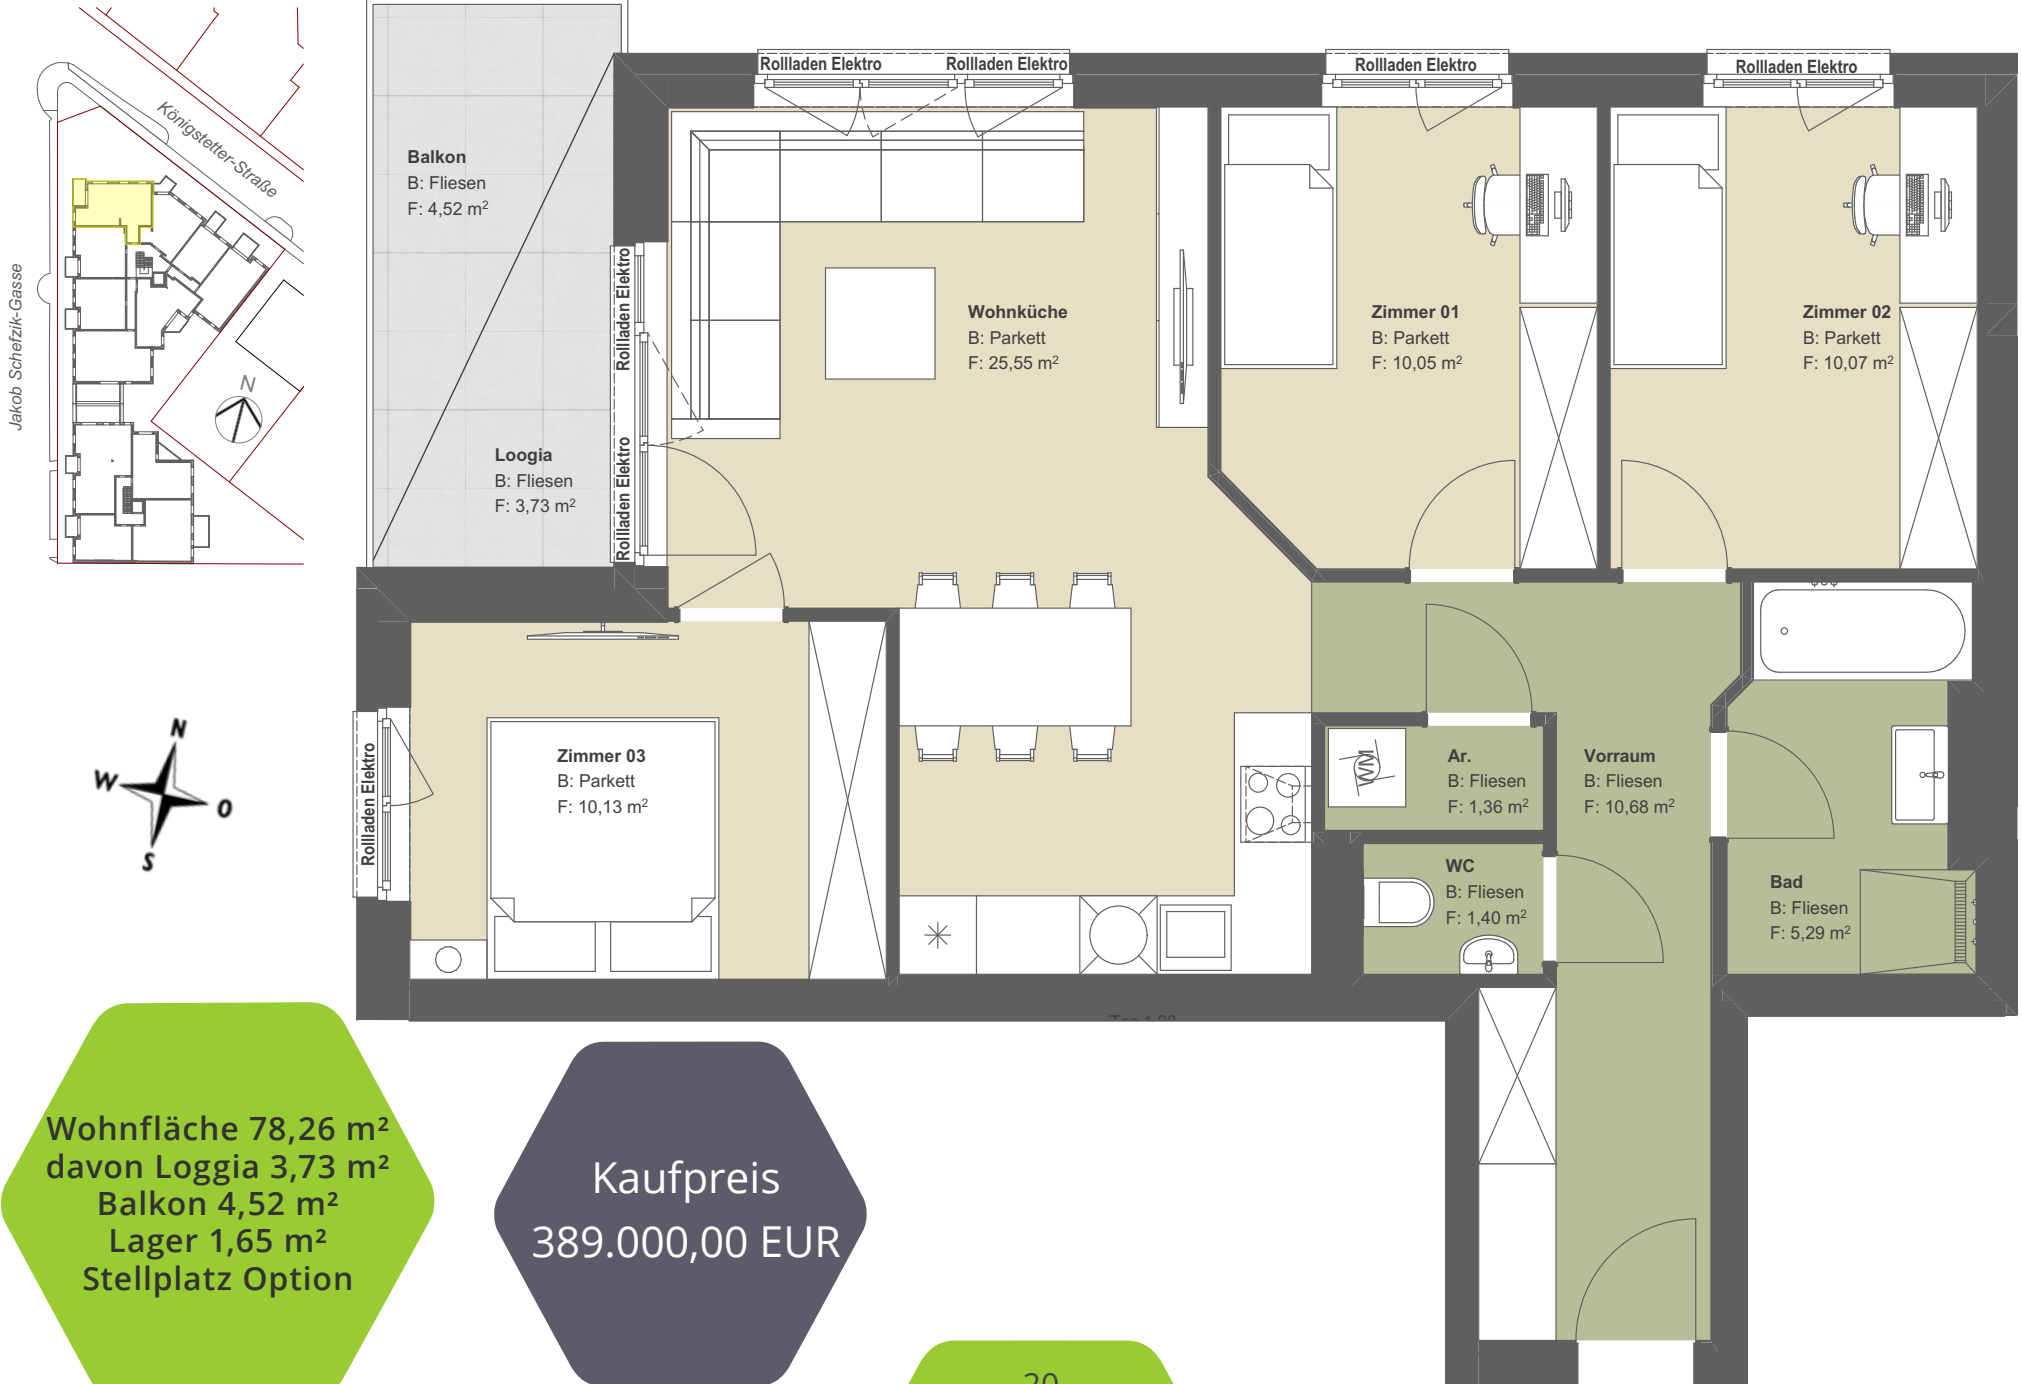 Königstetter-Straße
Jakob Schefzik-Gasse
N
N
W
O
S
Rollladen Elektro
Rollladen Elektro
Rollladen Elektro
Rollladen Elektro
Balkon
B: Fliesen
F: 4,52 m²
Loogia
B: Fliesen
F: 3,73 m²
Rollladen Elektro
Rollladen Elektro
Wohnküche
B: Parkett
F: 25,55 m²
Zimmer 01
B: Parkett
F: 10,05 m²
Zimmer 02
B: Parkett
F: 10,07 m²
Rollladen Elektro
Zimmer 03
B: Parkett
F: 10,13 m²
WM
Ar.
B: Fliesen
F: 1,36 m²
Vorraum
B: Fliesen
F: 10,68 m²
WC
B: Fliesen
F: 1,40 m²
Bad
B: Fliesen
F: 5,29 m²
Wohnfläche 78,26 m²
davon Loggia 3,73 m²
Balkon 4,52 m²
Lager 1,65 m²
Stellplatz Option
Kaufpreis
389.000,00 EUR